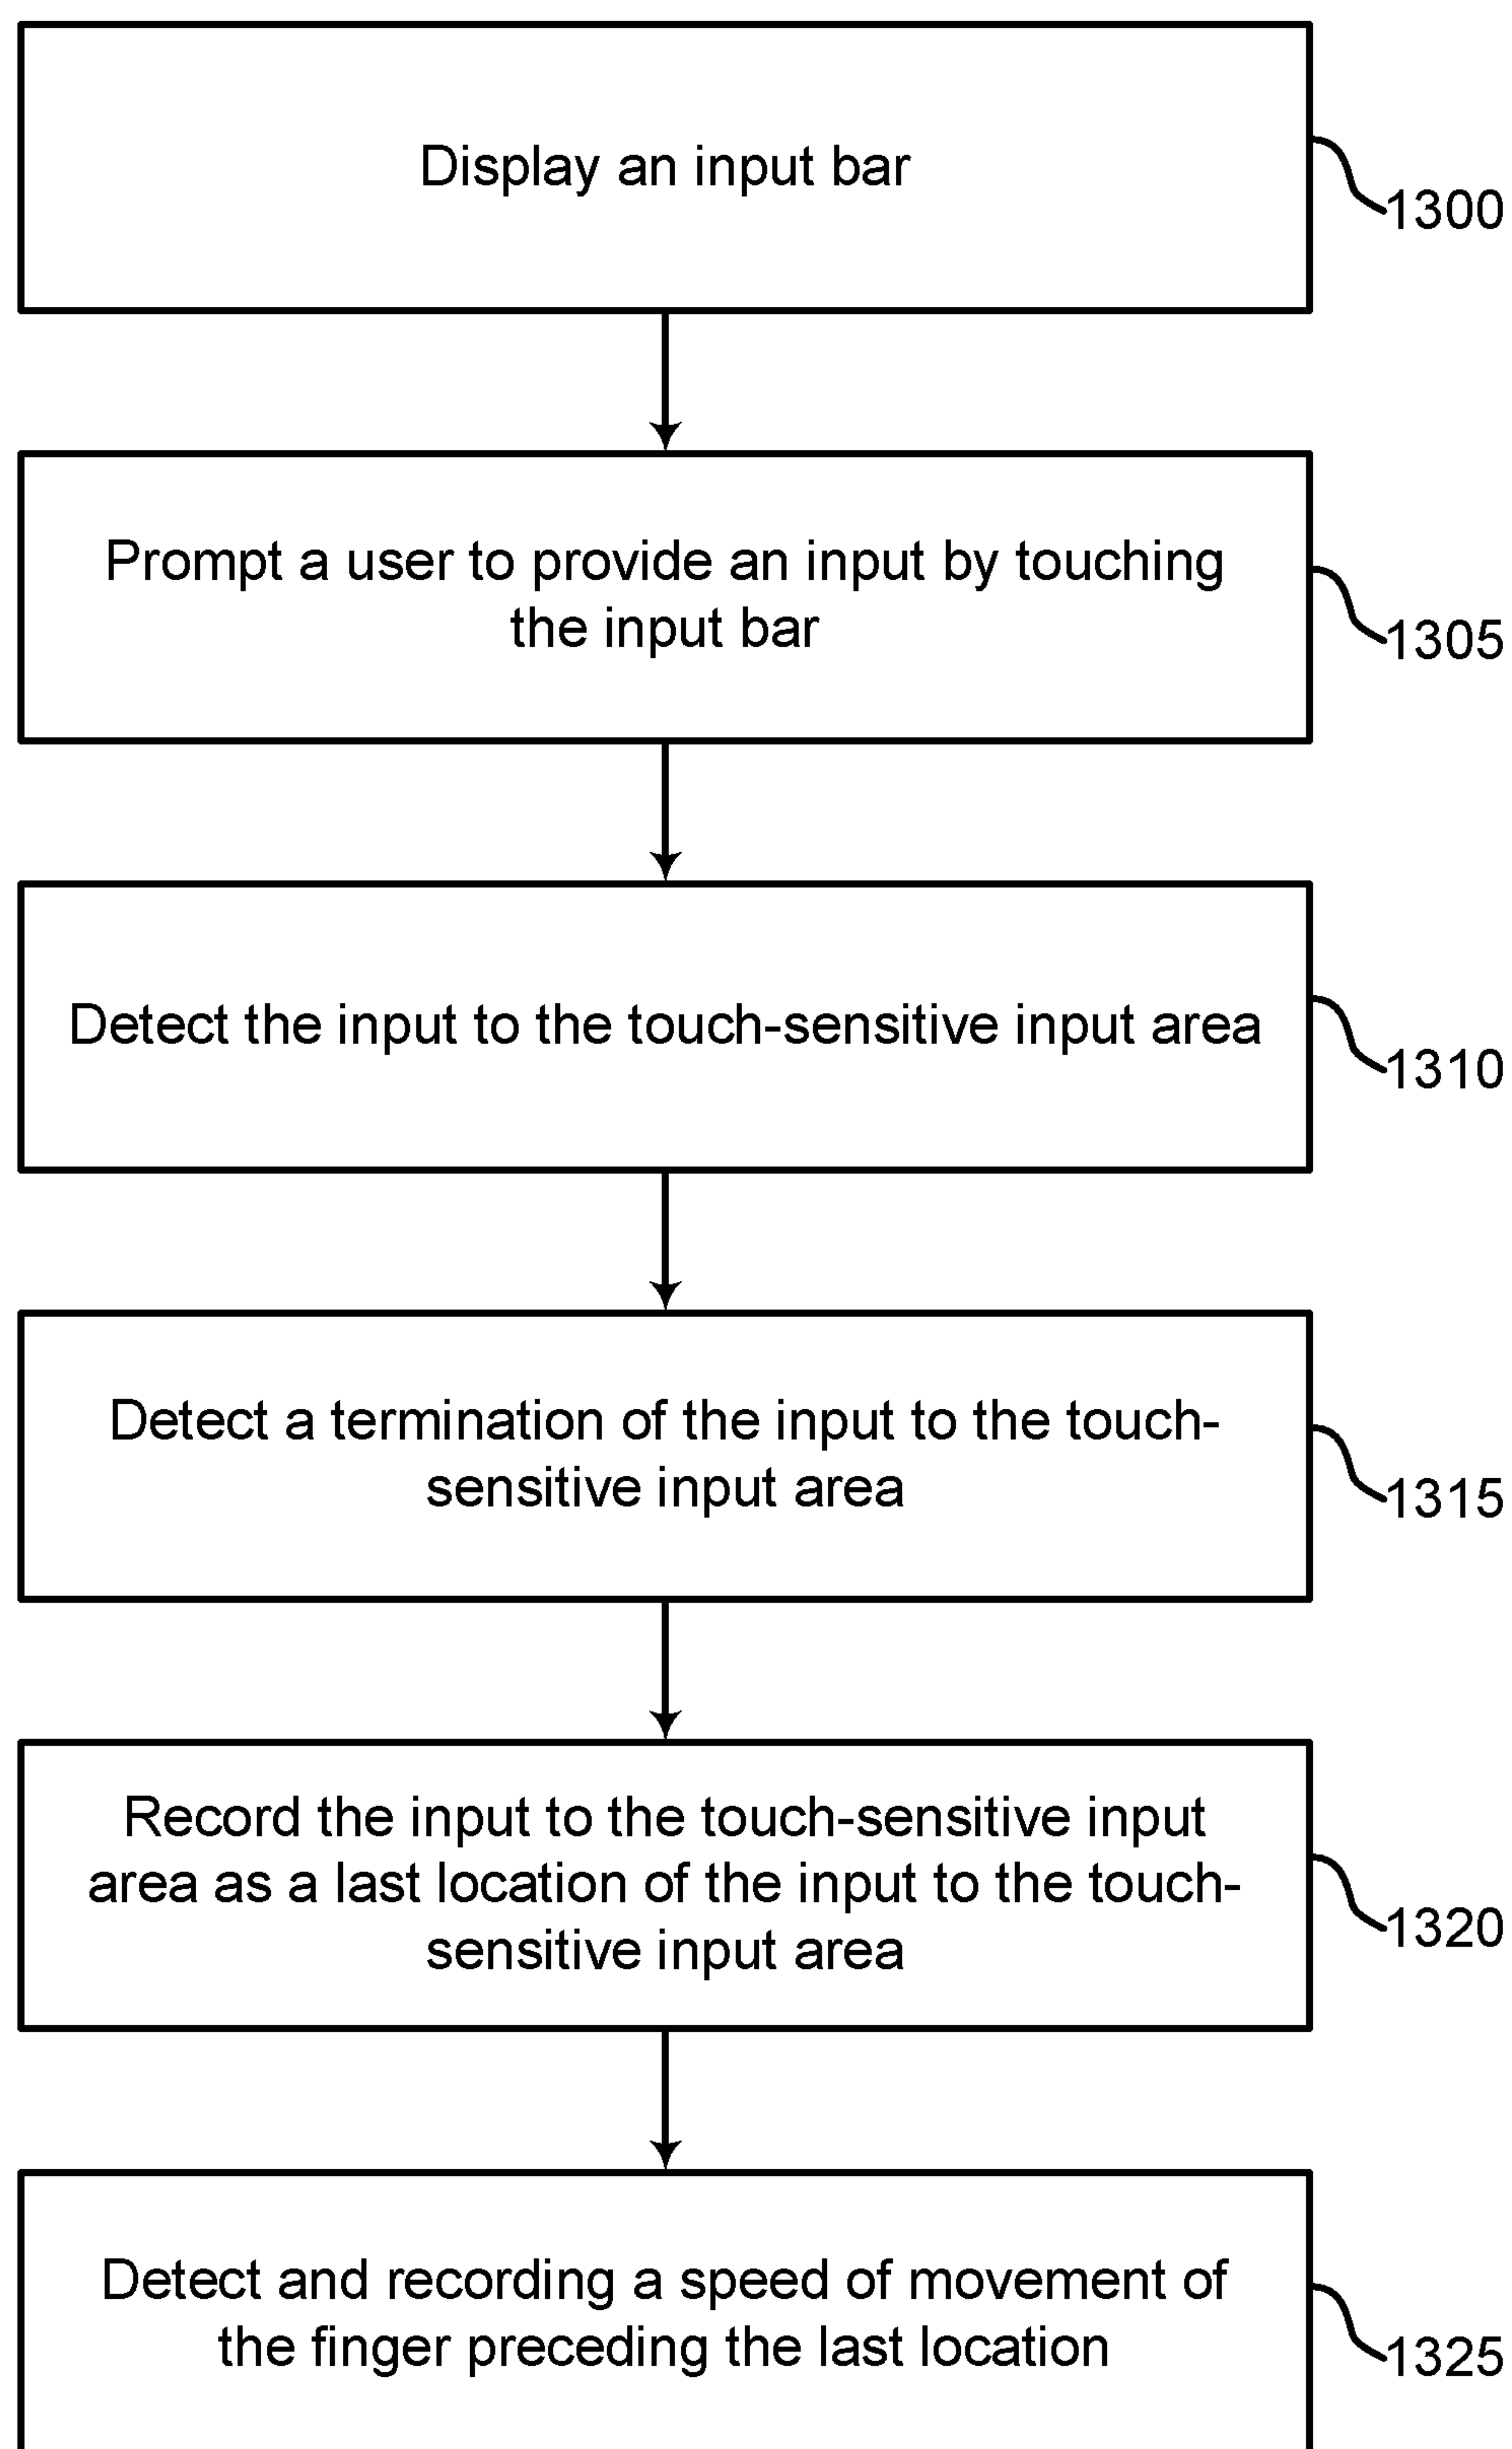 Display an input bar
1300
Prompt a user to provide an input by touching
the input bar
1305
Detect the input to the touch-sensitive input area
1310
Detect a termination of the input to the touch-
sensitive input area
1315
Record the input to the touch-sensitive input
area as a last location of the input to the touch-
sensitive input area
1320
Detect and recording a speed of movement of
the finger preceding the last location
1325